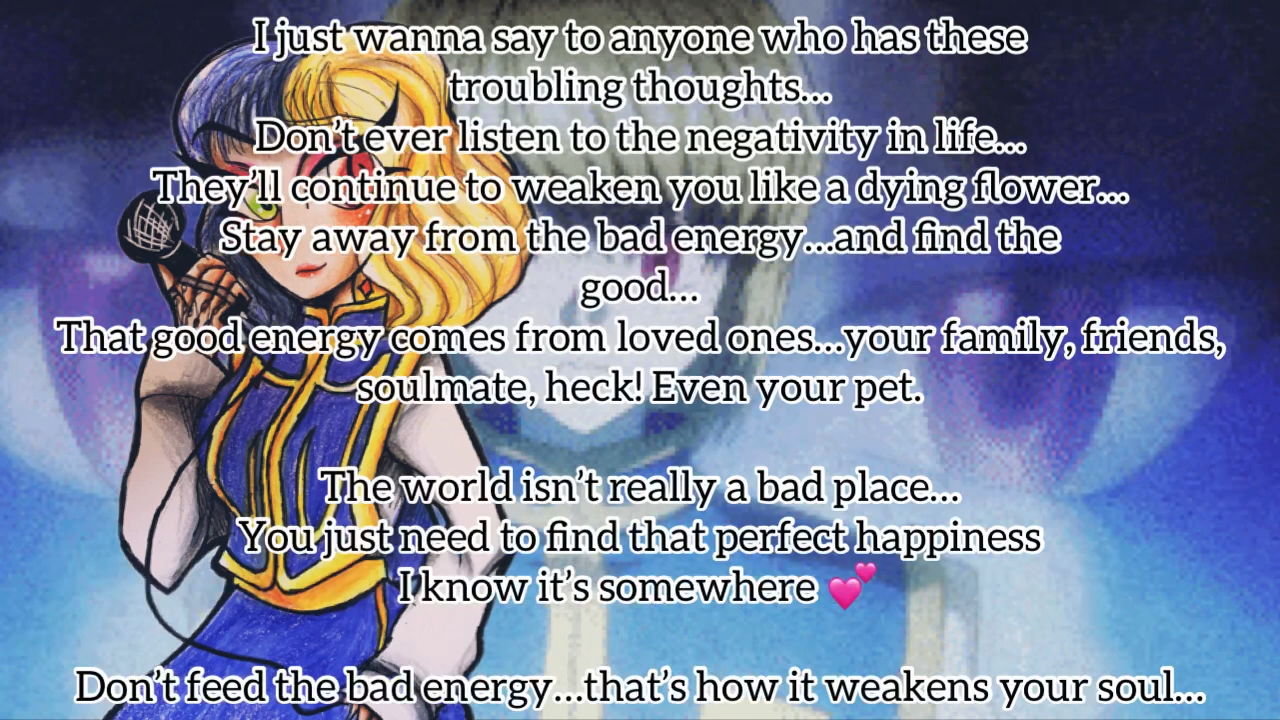 I just wanna say to anyone who has these
troubling thoughts...
Don't ever listen to the negativity in life...
They'll continue to weaken you like a dying flower...
Stay away from the bad energy...and find the
good...
That good energy comes from loved ones...your family, friends,
soulmate, heck! Even your pet.
The world isn't really a bad place...
You just need to find that perfect happiness
I know it's somewhere 💕
Don't feed the bad energy...that's how it weakens your soul...